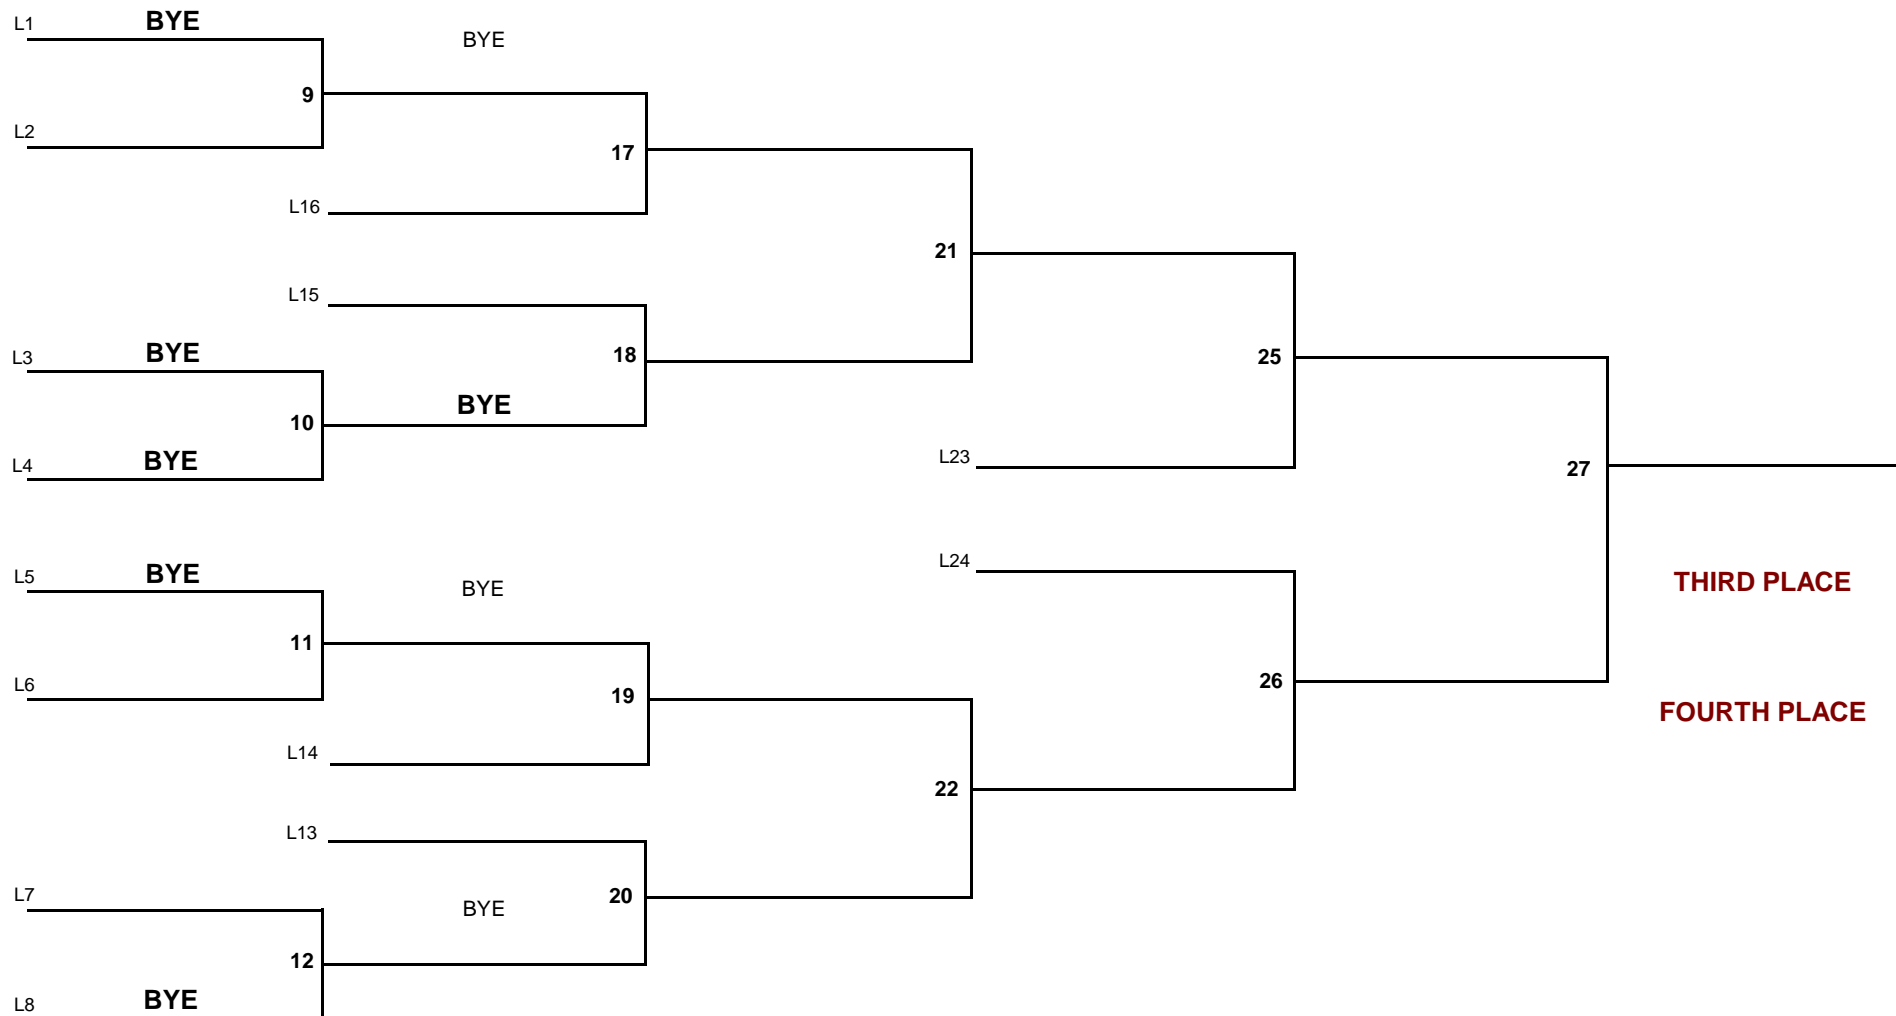 L1 BYE
BYE
9
L2
17
L16
21
L15
L3 BYE
18
25
BYE
10
L4 BYE
L23
27
L24
L5 BYE
BYE
THIRD PLACE
11
L6
19
26
FOURTH PLACE
L14
22
L13
L7
20
BYE
12
L8 BYE